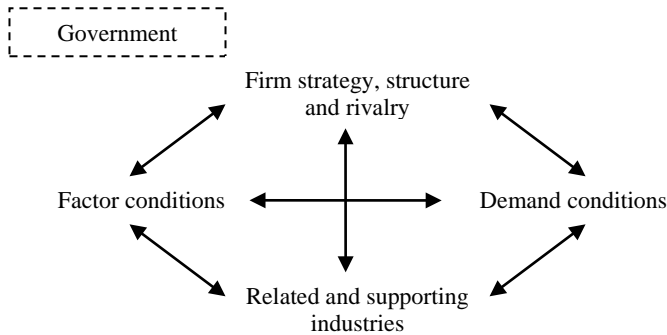 Government
Firm strategy, structure
and rivalry
Factor conditions
Demand conditions
Related and supporting
industries